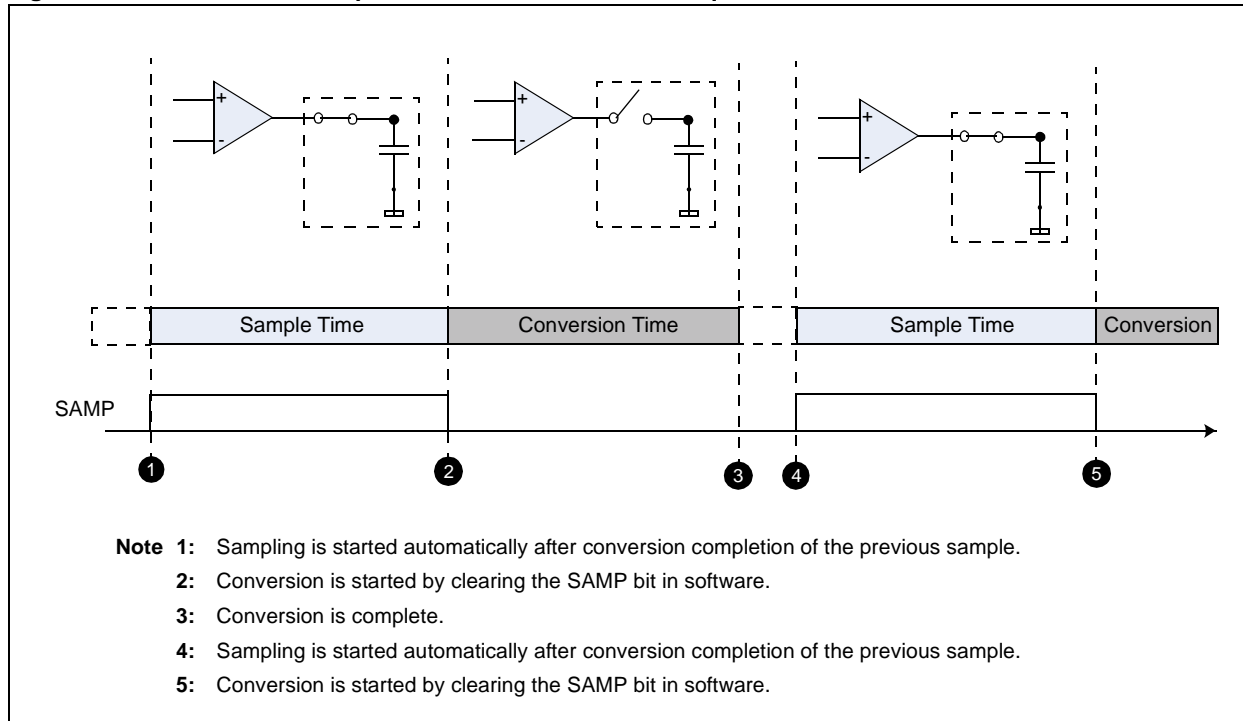 +
-
+
-
+
-
Sample Time
Conversion Time
Sample Time
Conversion
SAMP
1
2
3
4
5
Note 1: Sampling is started automatically after conversion completion of the previous sample.
2: Conversion is started by clearing the SAMP bit in software.
3: Conversion is complete.
4: Sampling is started automatically after conversion completion of the previous sample.
5: Conversion is started by clearing the SAMP bit in software.